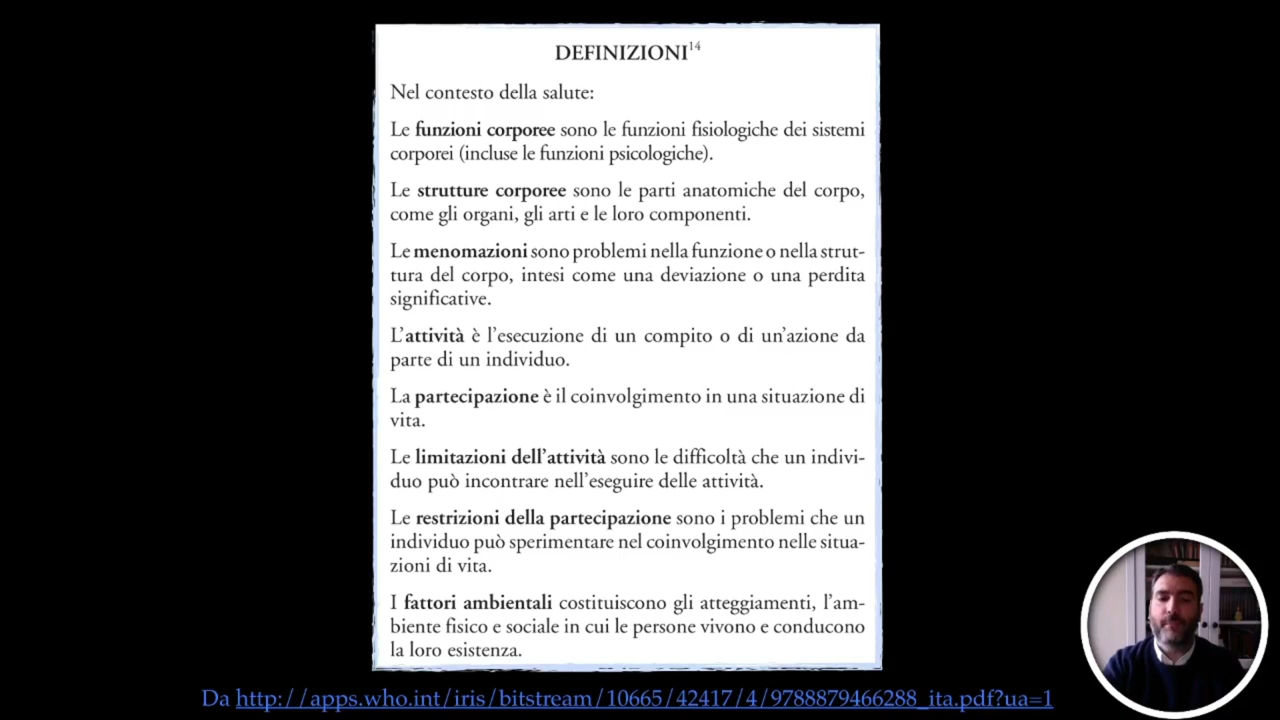 DEFINIZIONI14
Nel contesto della salute:
Le funzioni corporee sono le funzioni fisiologiche dei sistemi
corporei (incluse le funzioni psicologiche).
Le strutture corporee sono le parti anatomiche del corpo,
come gli organi, gli arti e le loro componenti.
Le menomazioni sono problemi nella funzione o nella strut-
tura del corpo, intesi come una deviazione o una perdita
significative.
L’attività è l’esecuzione di un compito o di un’azione da
parte di un individuo.
La partecipazione è il coinvolgimento in una situazione di
vita.
Le limitazioni dell’attività sono le difficoltà che un indivi-
duo può incontrare nell’eseguire delle attività.
Le restrizioni della partecipazione sono i problemi che un
individuo può sperimentare nel coinvolgimento nelle situa-
zioni di vita.
I fattori ambientali costituiscono gli atteggiamenti, l’am-
biente fisico e sociale in cui le persone vivono e conducono
la loro esistenza.
Da http://apps.who.int/iris/bitstream/10665/42417/4/9788879466288_ita.pdf?ua=1